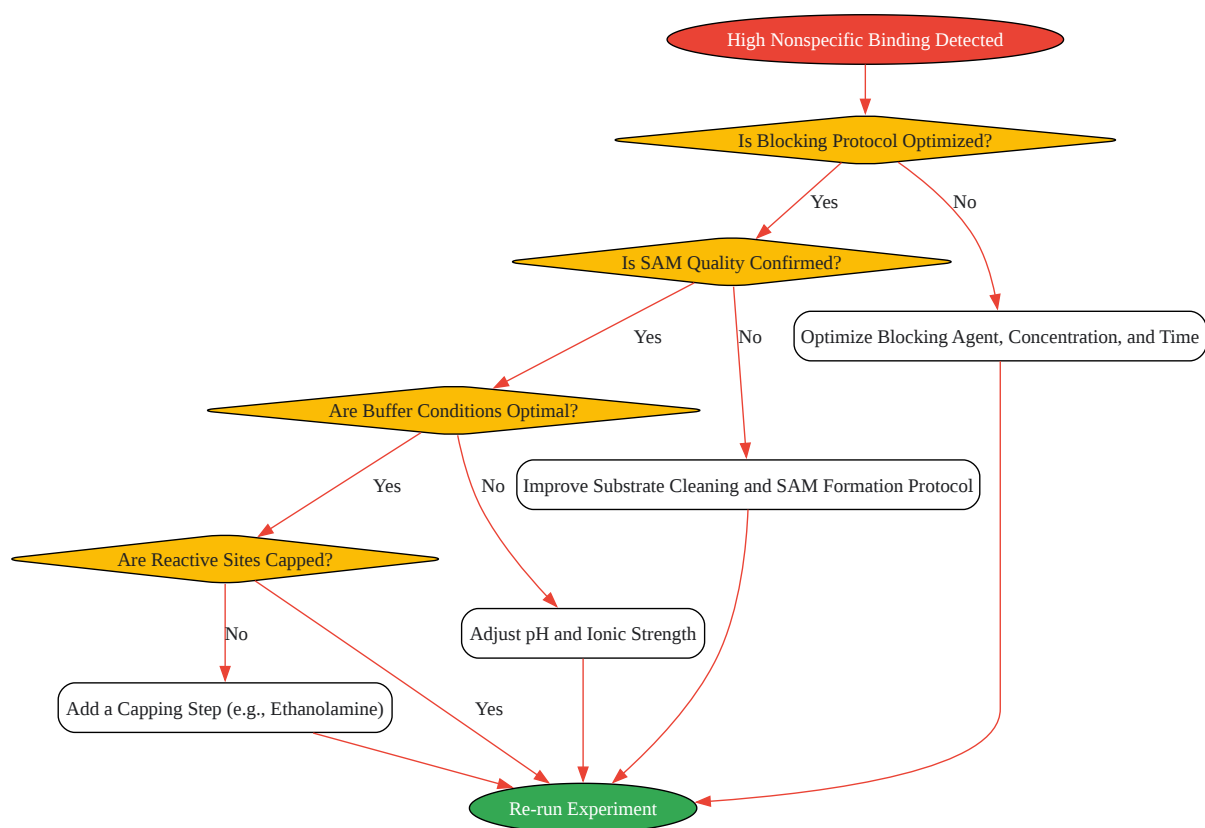 High Nonspecific Binding Detected
Is Blocking Protocol Optimized?
Yes
No
Is SAM Quality Confirmed?
Yes
No
Optimize Blocking Agent, Concentration, and Time
Are Buffer Conditions Optimal?
Yes
No
Improve Substrate Cleaning and SAM Formation Protocol
Are Reactive Sites Capped?
No
Adjust pH and Ionic Strength
Add a Capping Step (e.g., Ethanolamine)
Yes
Re-run Experiment